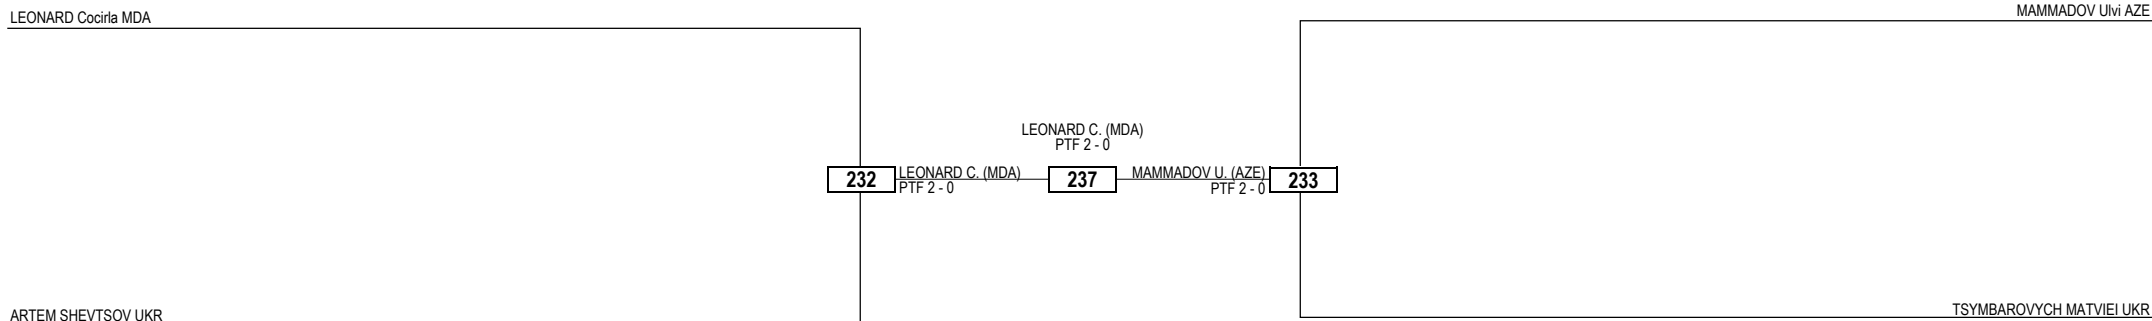 LEONARD Cocirla MDA
MAMMADOV Ulvi AZE
LEONARD C. (MDA)
PTF 2 - 0
232
LEONARD C. (MDA)
PTF 2 - 0
237
MAMMADOV U. (AZE)
PTF 2 - 0
233
ARTEM SHEVTSOV UKR
TSYMBAROVYCH MATVIEI UKR